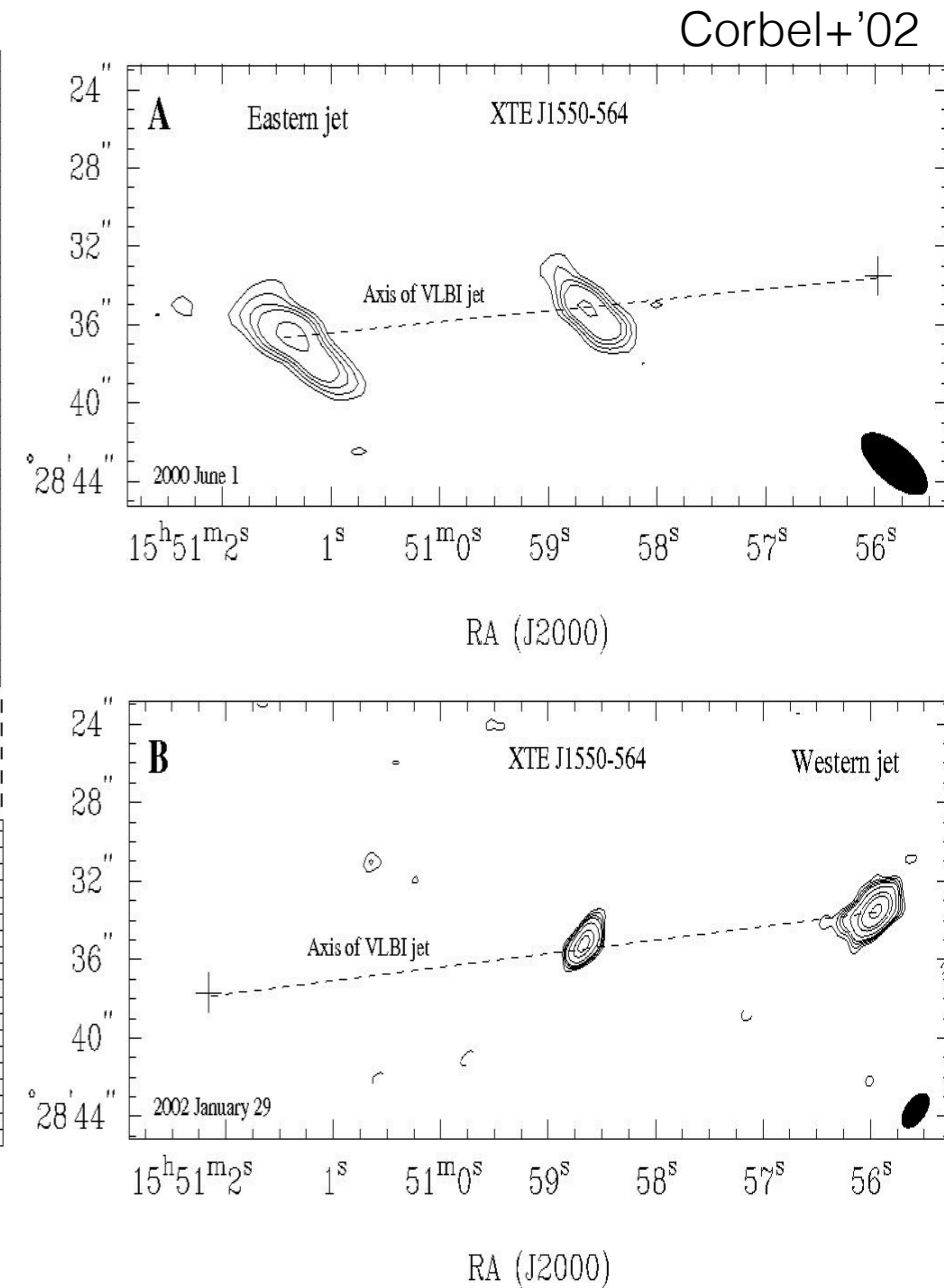 Corbel+'02
24"
A
Eastern jet
XTE J1550-564
28"
32"
Axis of VLBI jet
36"
40"
°28'44"
2000 June 1
15h51m2s 1s 51m0s 59s 58s 57s 56s
RA (J2000)
24"
B
XTE J1550-564
Western jet
28"
32"
Axis of VLBI jet
36"
40"
°28'44"
2002 January 29
15h51m2s 1s 51m0s 59s 58s 57s 56s
RA (J2000)